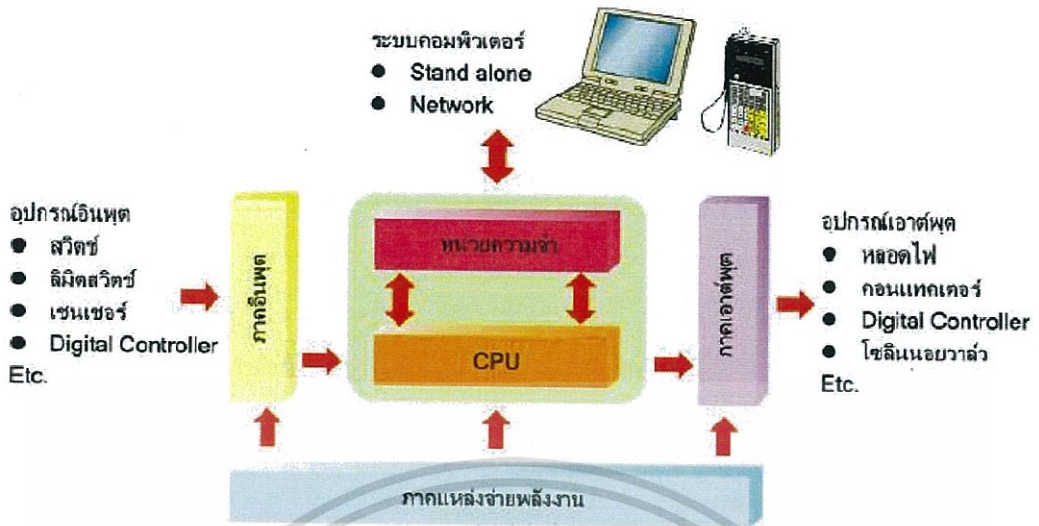 ระบบคอมพิวเตอร์
● Stand alone
● Network
อุปกรณ์อินพุต
● สวิตช์
● ลิมิตสวิตช์
● เซนเซอร์
● Digital Controller
Etc.
ภาคอินพุต
หน่วยความจำ
CPU
ภาคเอาต์พุต
อุปกรณ์เอาต์พุต
● หลอดไฟ
● คอนแทกเตอร์
● Digital Controller
● โซลินนอยวาล์ว
Etc.
ภาคแหล่งจ่ายพลังงาน